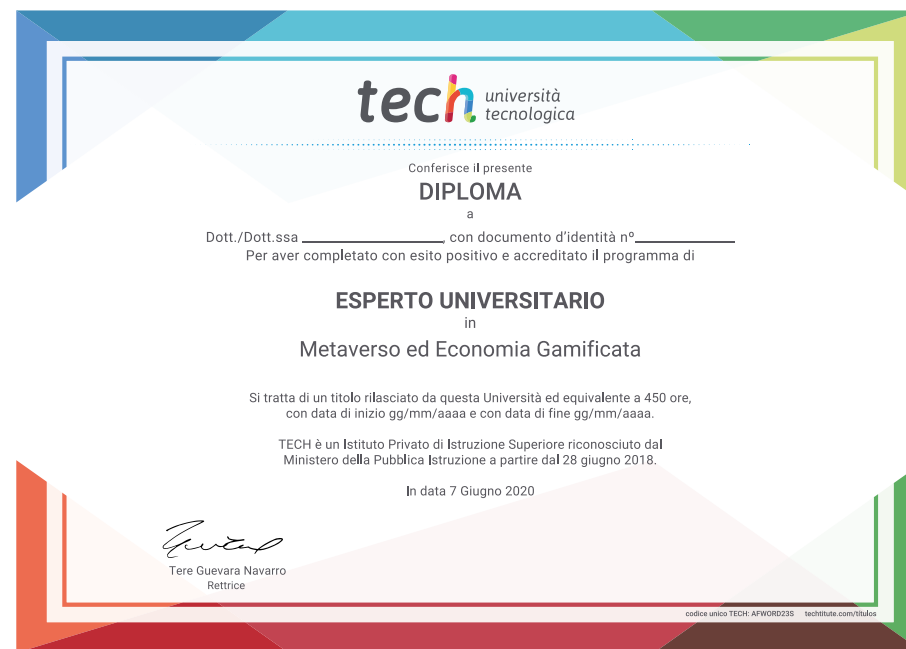 tech università
tecnologica
Conferisce il presente
DIPLOMA
a
Dott./Dott.ssa ____________________, con documento d'identità nº______________
Per aver completato con esito positivo e accreditato il programma di
ESPERTO UNIVERSITARIO
in
Metaverso ed Economia Gamificata
Si tratta di un titolo rilasciato da questa Università ed equivalente a 450 ore,
con data di inizio gg/mm/aaaa e con data di fine gg/mm/aaaa.
TECH è un Istituto Privato di Istruzione Superiore riconosciuto dal
Ministero della Pubblica Istruzione a partire dal 28 giugno 2018.
In data 7 Giugno 2020
Tere Guevara Navarro
Rettrice
codice unico TECH: AFWORD23S techtitute.com/titulos